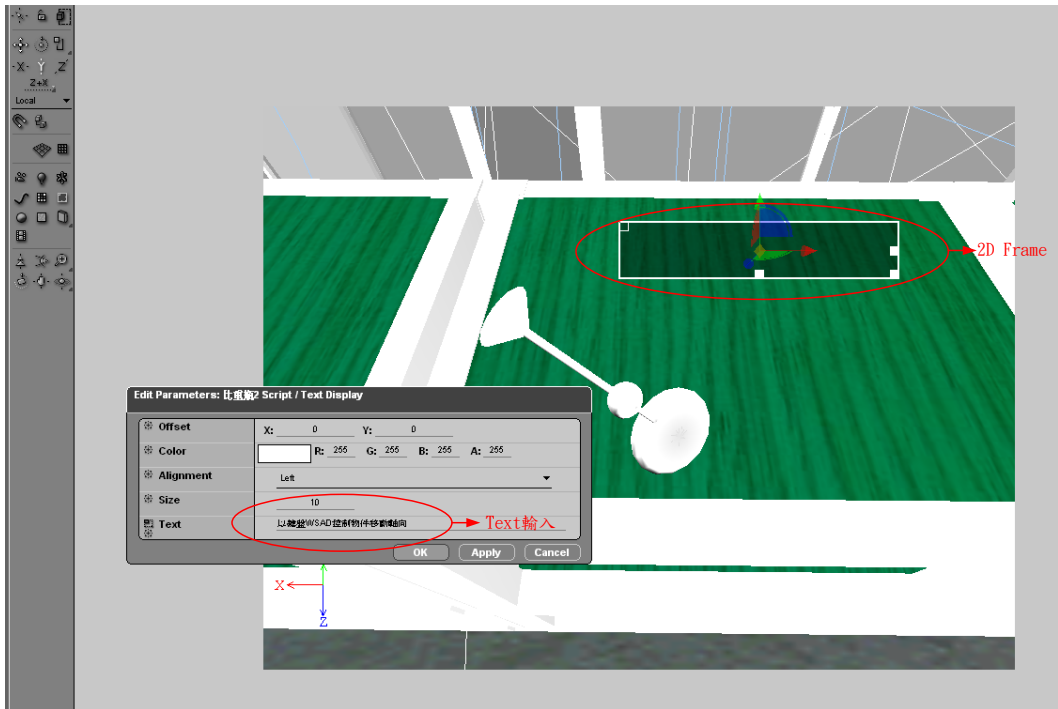 -X- Y Z
Z+X
Local
2D Frame
Edit Parameters: 比重瓶2 Script / Text Display
Offset X: 0 Y: 0
Color R: 255 G: 255 B: 255 A: 255
Alignment Left
Size 10
Text 以鍵盤WSAD控制物件移動軸向
Text輸入
OK Apply Cancel
X
Z